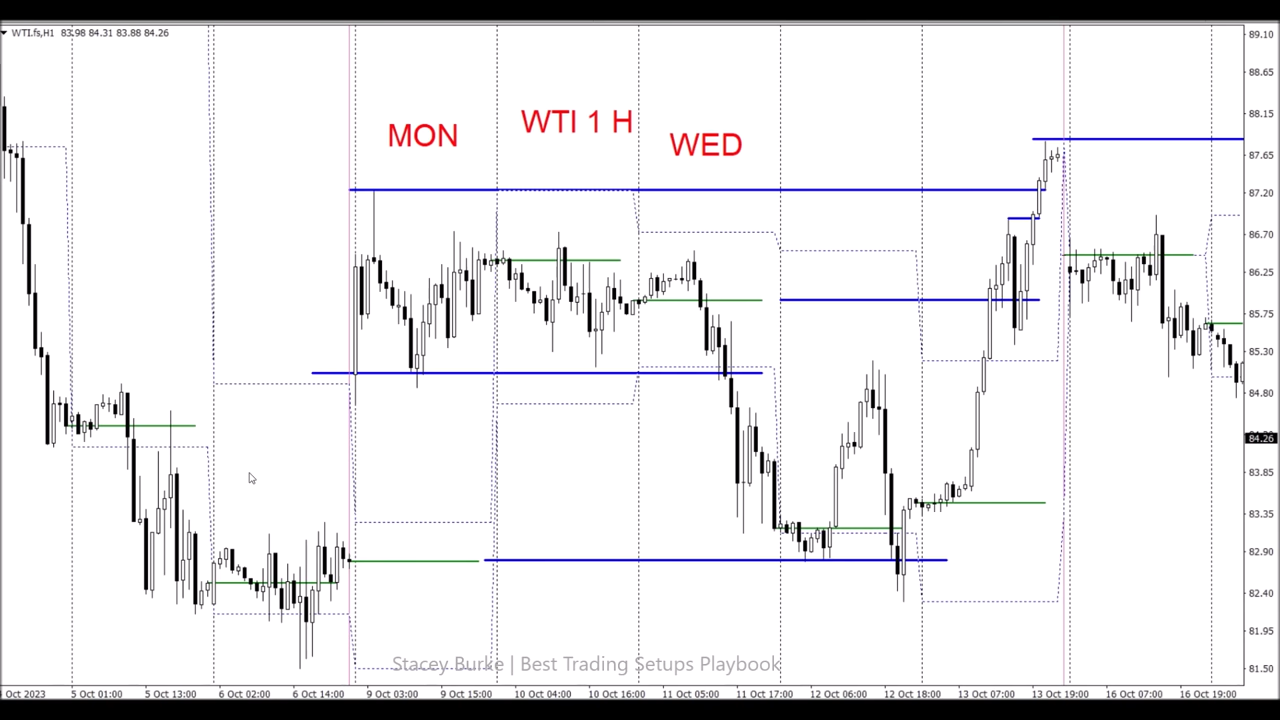 WTI.fs,H1 83.98 84.31 83.88 84.26
MON
WTI 1 H
WED
89.10
88.65
88.15
87.65
87.20
86.70
86.25
85.75
85.30
84.80
84.26
83.85
83.35
82.90
82.40
81.95
81.50
Stacey Burke | Best Trading Setups Playbook
Oct 2023 5 Oct 01:00 5 Oct 13:00 6 Oct 02:00 6 Oct 14:00 9 Oct 03:00 9 Oct 15:00 10 Oct 04:00 10 Oct 16:00 11 Oct 05:00 11 Oct 17:00 12 Oct 06:00 12 Oct 18:00 13 Oct 07:00 13 Oct 19:00 16 Oct 07:00 16 Oct 19:00